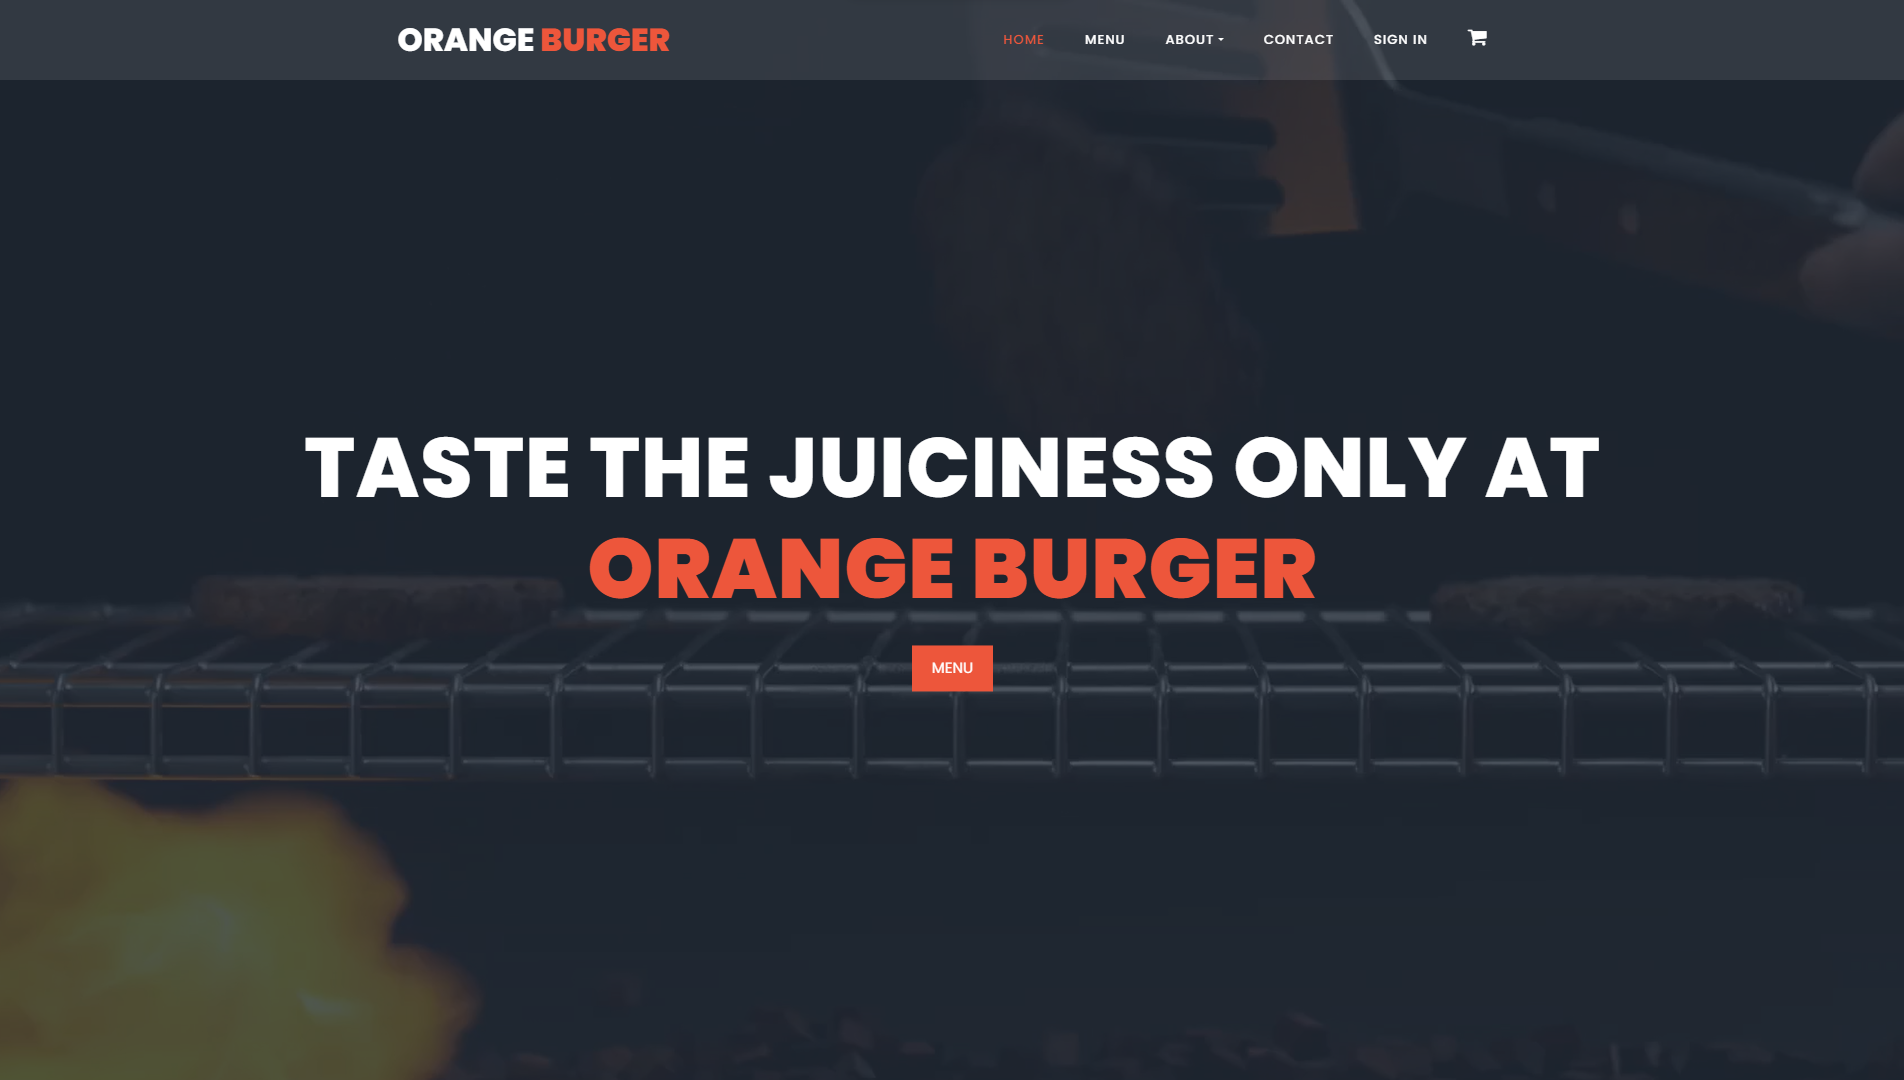 ORANGE BURGER
HOME MENU ABOUT CONTACT SIGN IN
TASTE THE JUICINESS ONLY AT
ORANGE BURGER
MENU